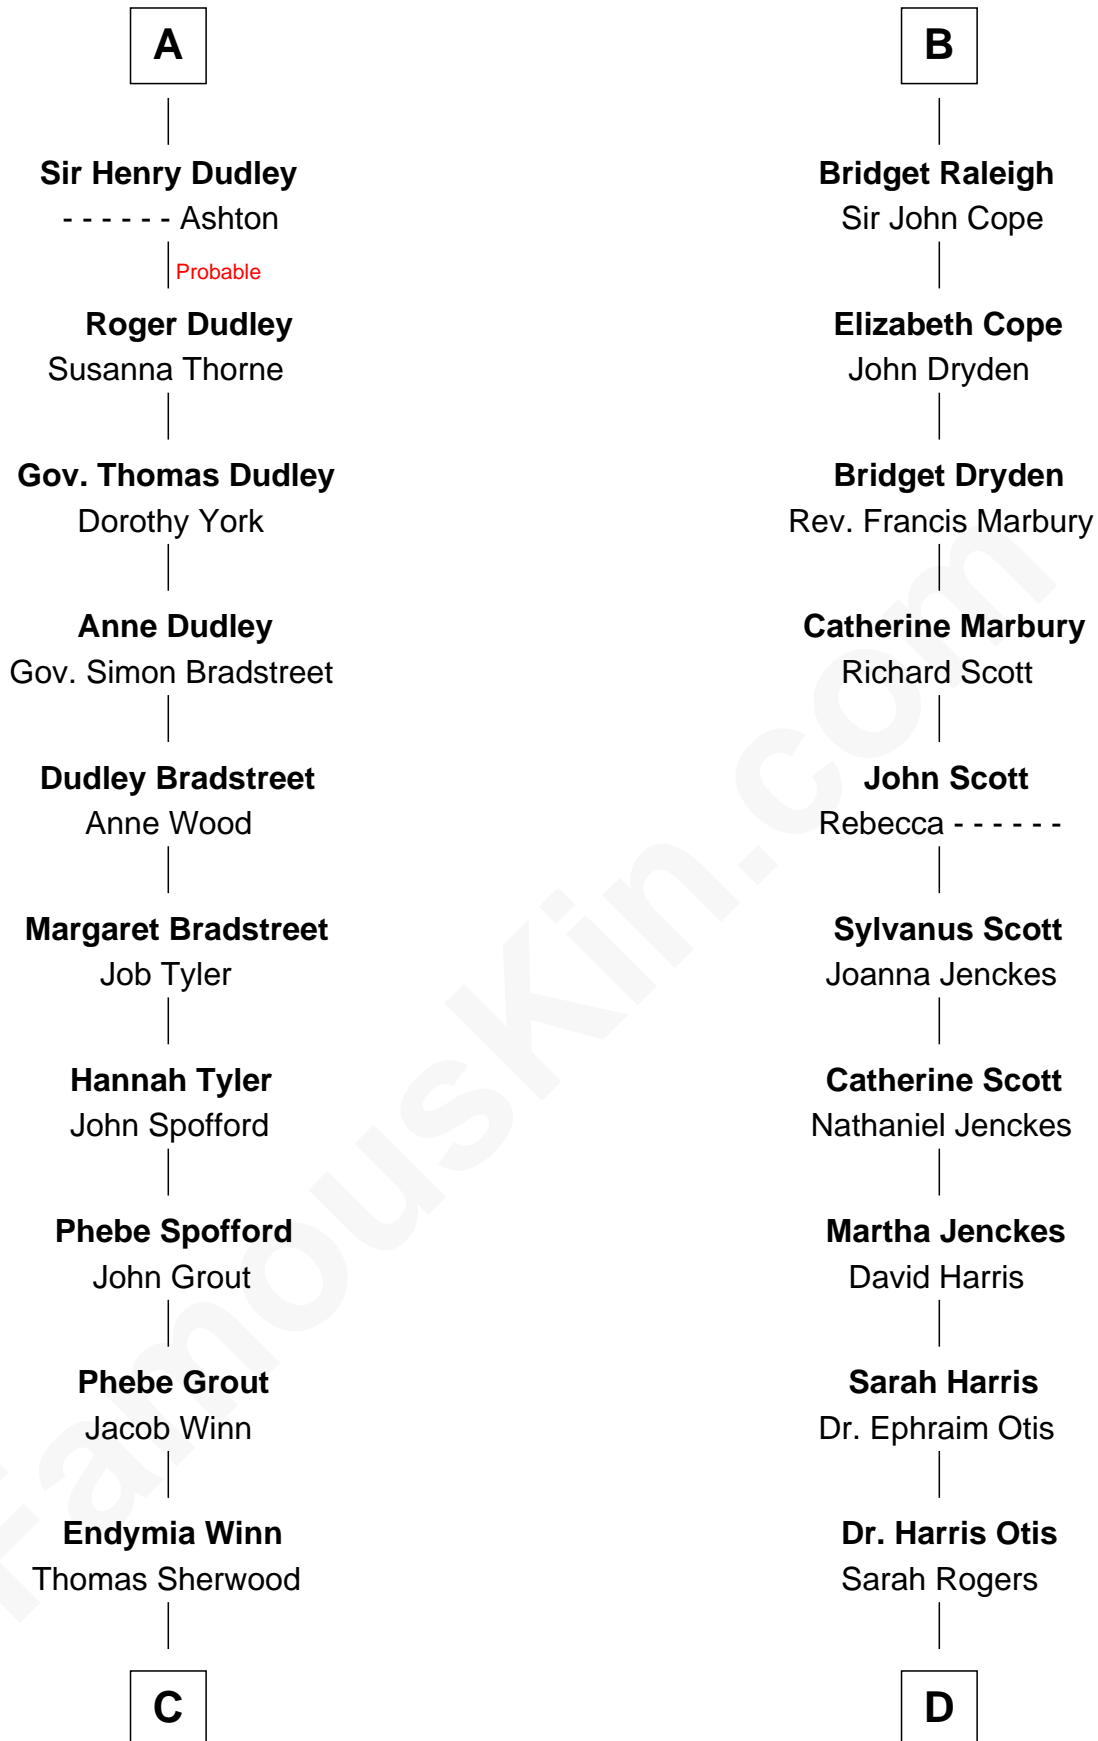 A
Sir Henry Dudley
- - - - - - Ashton
Probable
Roger Dudley
Susanna Thorne
Gov. Thomas Dudley
Dorothy York
Anne Dudley
Gov. Simon Bradstreet
Dudley Bradstreet
Anne Wood
Margaret Bradstreet
Job Tyler
Hannah Tyler
John Spofford
Phebe Spofford
John Grout
Phebe Grout
Jacob Winn
Endymia Winn
Thomas Sherwood
C
B
Bridget Raleigh
Sir John Cope
Elizabeth Cope
John Dryden
Bridget Dryden
Rev. Francis Marbury
Catherine Marbury
Richard Scott
John Scott
Rebecca - - - - - -
Sylvanus Scott
Joanna Jenckes
Catherine Scott
Nathaniel Jenckes
Martha Jenckes
David Harris
Sarah Harris
Dr. Ephraim Otis
Dr. Harris Otis
Sarah Rogers
D
FamousKin.com